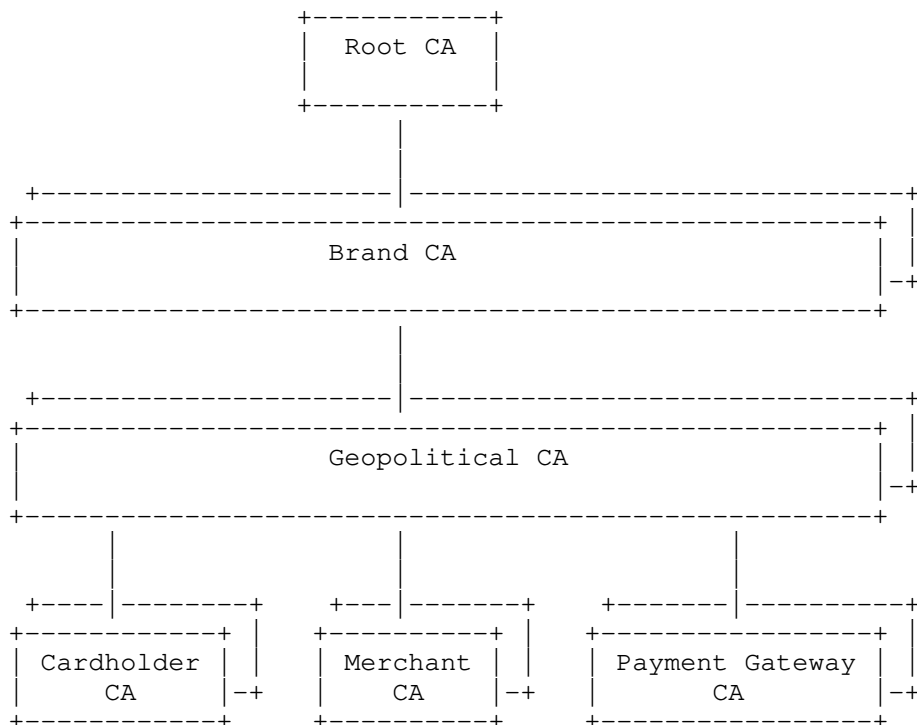 Root CA
Brand CA
Geopolitical CA
Cardholder Merchant Payment Gateway
CA CA CA